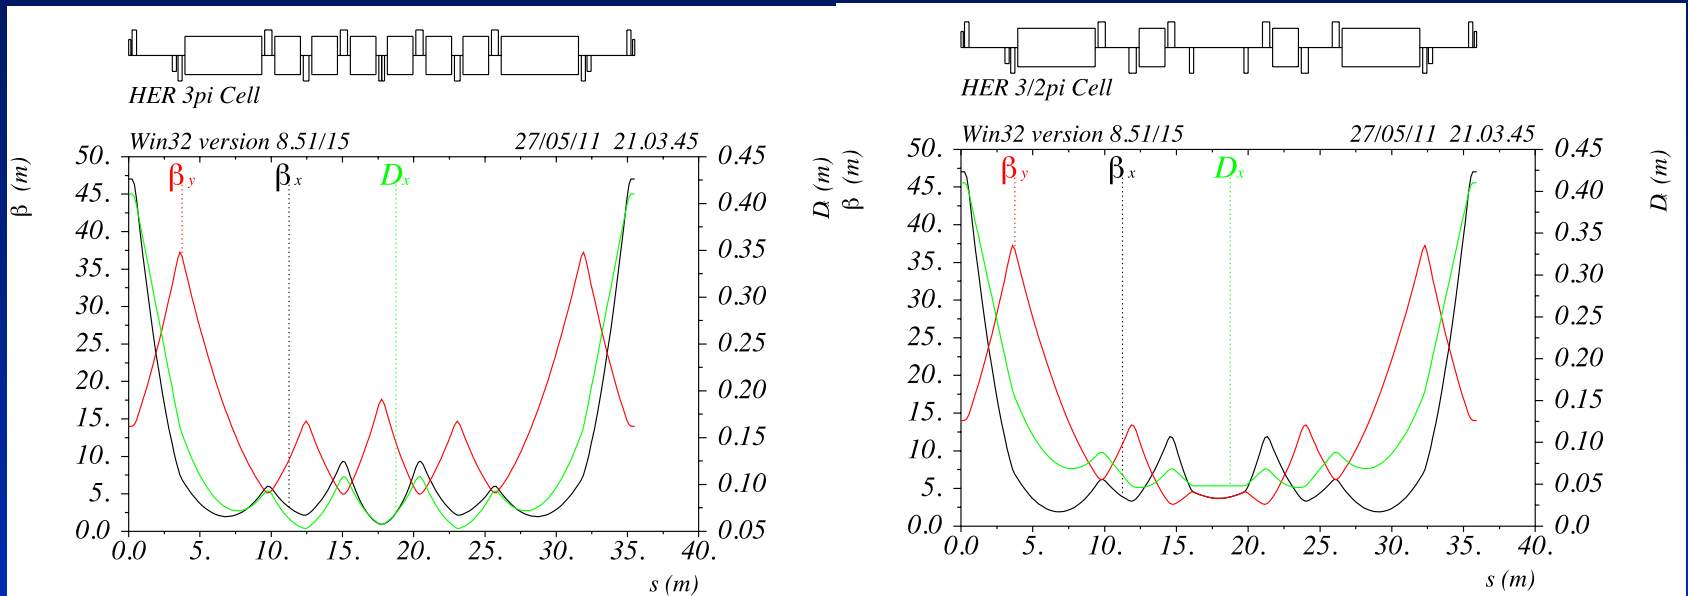 HER 3pi Cell
Win32 version 8.51/15 27/05/11 21.03.45
β (m)
50.
45.
40.
35.
30.
25.
20.
15.
10.
5.
0.0
βy
βx
Dx
0.45
0.40
0.35
0.30
0.25
0.20
0.15
0.10
0.05
Dx (m)
0.0 5. 10. 15. 20. 25. 30. 35. 40.
s (m)
HER 3/2pi Cell
Win32 version 8.51/15 27/05/11 21.03.45
β (m)
50.
45.
40.
35.
30.
25.
20.
15.
10.
5.
0.0
βy
βx
Dx
0.45
0.40
0.35
0.30
0.25
0.20
0.15
0.10
0.05
0.0
Dx (m)
0.0 5. 10. 15. 20. 25. 30. 35. 40.
s (m)